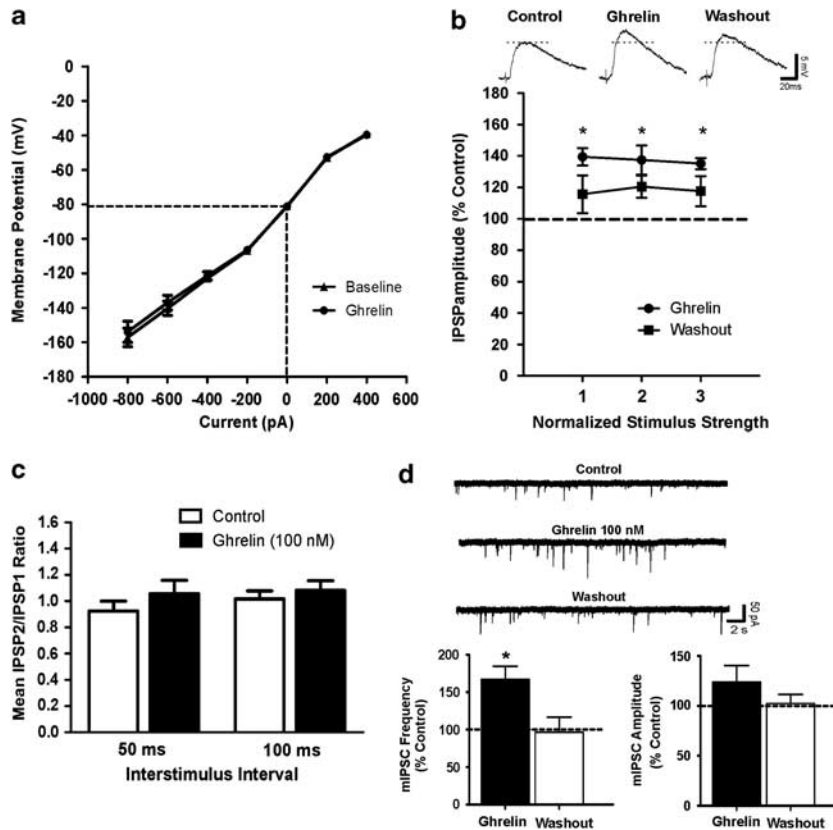 a
0
-20
-40
-60
-80
-100
-120
-140
-160
-180
Membrane Potential (mV)
Baseline
Ghrelin
-1000 -800 -600 -400 -200 0 200 400 600
Current (pA)
b
Control Ghrelin Washout
5 mV
20ms
180
160
140
120
100
80
60
40
20
0
IPSPamplitude (% Control)
* * *
Ghrelin
Washout
1 2 3
Normalized Stimulus Strength
c
Control
Ghrelin (100 nM)
1.6
1.4
1.2
1.0
0.8
0.6
0.4
0.2
0.0
Mean IPSP2/IPSP1 Ratio
50 ms 100 ms
Interstimulus Interval
d
Control
Ghrelin 100 nM
Washout
50 pA
2 s
200
150
100
50
0
mIPSC Frequency
(% Control)
*
Ghrelin Washout
150
125
100
75
50
25
0
mIPSC Amplitude
(% Control)
Ghrelin Washout